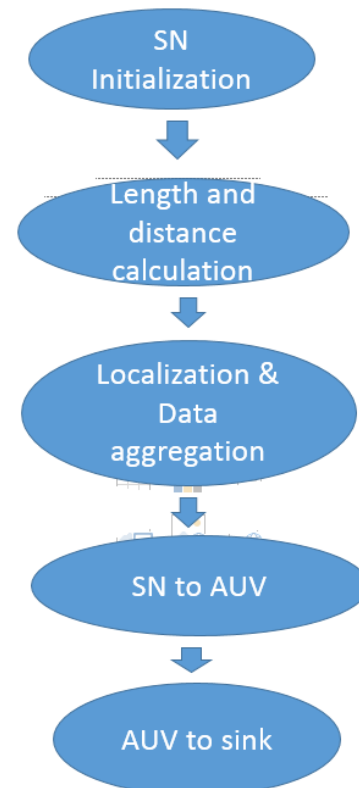 SN
Initialization
Length and
distance
calculation
Localization &
Data
aggregation
SN to AUV
AUV to sink